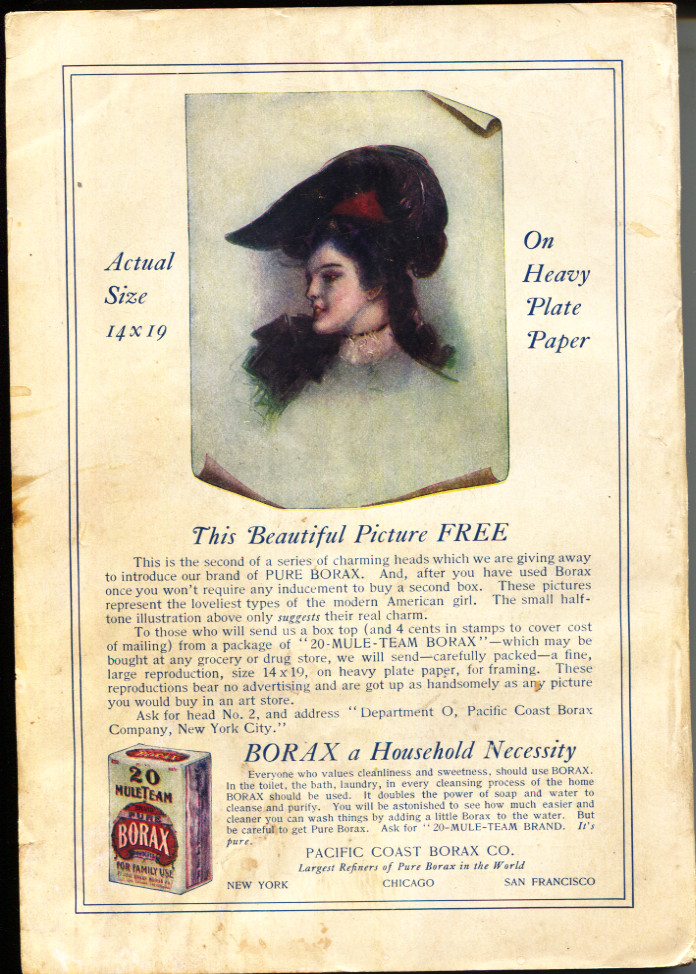 Actual
Size
14x19
On
Heavy
Plate
Paper
This Beautiful Picture FREE
This is the second of a series of charming heads which we are giving away
to introduce our brand of PURE BORAX. And, after you have used Borax
once you won't require any inducement to buy a second box. These pictures
represent the loveliest types of the modern American girl. The small half-
tone illustration above only suggests their real charm.
To those who will send us a box top (and 4 cents in stamps to cover cost
of mailing) from a package of "20-MULE-TEAM BORAX"—which may be
bought at any grocery or drug store, we will send—carefully packed—a fine,
large reproduction, size 14x19, on heavy plate paper, for framing. These
reproductions bear no advertising and are got up as handsomely as any picture
you would buy in an art store.
Ask for head No. 2, and address "Department O, Pacific Coast Borax
Company, New York City."
BORAX a Household Necessity
Everyone who values cleanliness and sweetness, should use BORAX.
In the toilet, the bath, laundry, in every cleansing process of the home
BORAX should be used. It doubles the power of soap and water to
cleanse and purify. You will be astonished to see how much easier and
cleaner you can wash things by adding a little Borax to the water. But
be careful to get Pure Borax. Ask for "20-MULE-TEAM BRAND. It's
pure."
PACIFIC COAST BORAX CO.
Largest Refiners of Pure Borax in the World
NEW YORK CHICAGO SAN FRANCISCO
20
MULE TEAM
PURE
BORAX
FOR FAMILY USE